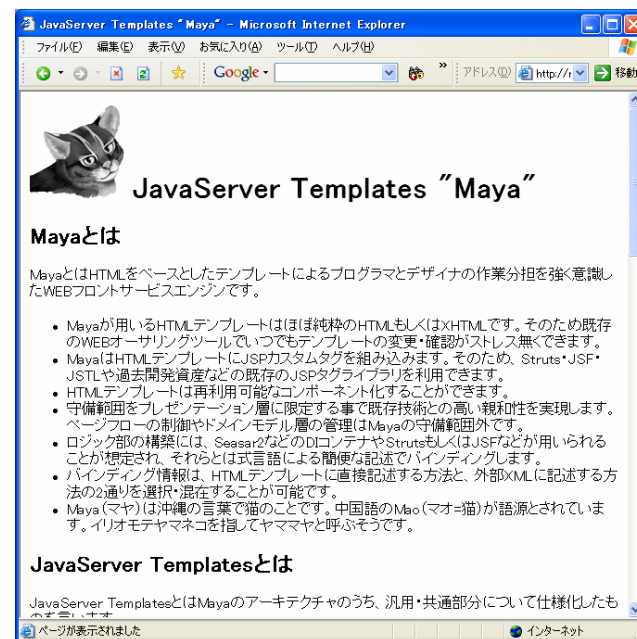 JavaServer Templates "Maya" - Microsoft Internet Explorer
ファイル(F) 編集(E) 表示(V) お気に入り(A) ツール(T) ヘルプ(H)
Google アドレス(D) http://r 移動
JavaServer Templates "Maya"
Mayaとは
MayaとはHTMLをベースとしたテンプレートによるプログラマとデザイナの作業分担を強く意識し
たWEBフロントサービスエンジンです。
• Mayaが用いるHTMLテンプレートはほぼ純粋のHTMLもしくはXHTMLです。そのため既存
のWEBオーサリングツールでいつでもテンプレートの変更・確認がストレス無くできます。
• MayaはHTMLテンプレートにJSPカスタムタグを組み込みます。そのため、Struts・JSF・
JSTLや過去開発資産などの既存のJSPタグライブラリを利用できます。
• HTMLテンプレートは再利用可能なコンポーネント化することができます。
• 守備範囲をプレゼンテーション層に限定する事で既存技術との高い親和性を実現します。
ページフローの制御やドメインモデル層の管理はMayaの守備範囲外です。
• ロジック部の構築には、Seasar2などのDIコンテナやStrutsもしくはJSFなどが用いられる
ことが想定され、それらとは式言語による簡便な記述でバインディングします。
• バインディング情報は、HTMLテンプレートに直接記述する方法と、外部XMLに記述する方
法の2通りを選択・混在することが可能です。
• Maya(マヤ)は沖縄の言葉で猫のことです。中国語のMao(マオ=猫)が語源とされていま
す。イリオモテヤマネコを指してヤママヤと呼ぶそうです。
JavaServer Templatesとは
JavaServer TemplatesとはMayaのアーキテクチャのうち、汎用・共通部分について仕様化したも
のを言います
ページが表示されました インターネット